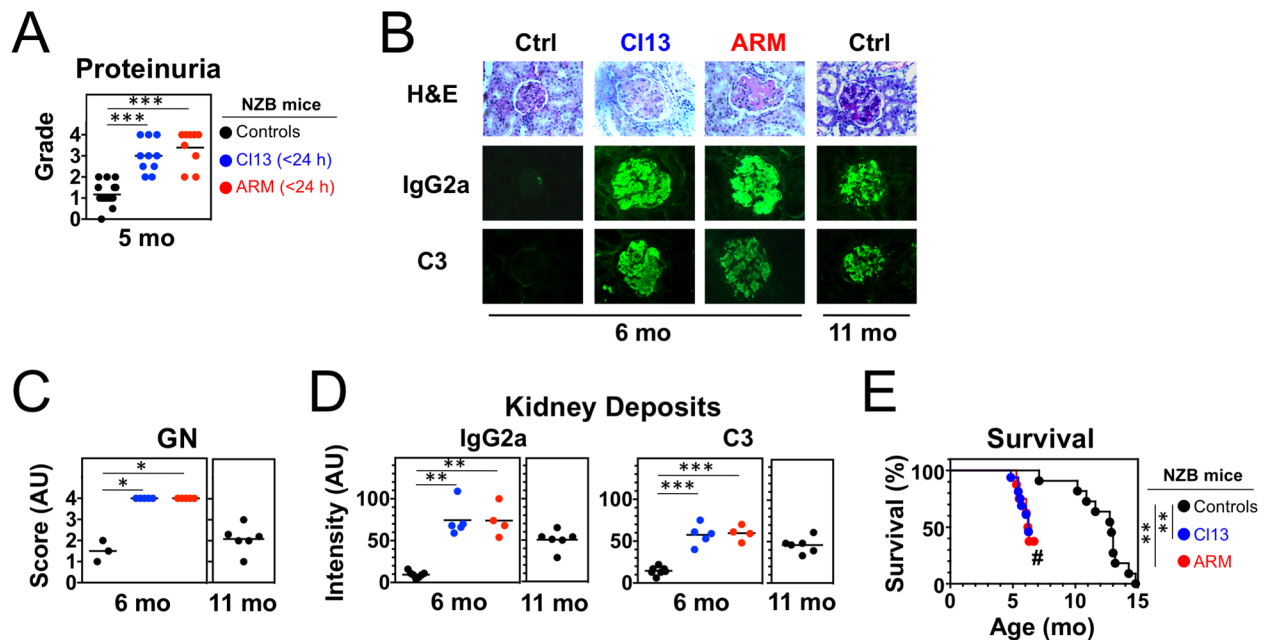 A
Proteinuria
Grade
4
3
2
1
0
***
***
5 mo
NZB mice
Controls
Cl13 (<24 h)
ARM (<24 h)
B
Ctrl Cl13 ARM Ctrl
H&E
IgG2a
C3
6 mo 11 mo
C
GN
Score (AU)
4
3
2
1
0
*
*
6 mo 11 mo
D
Kidney Deposits
IgG2a C3
Intensity (AU)
100
50
0
**
**
6 mo 11 mo
100
50
0
***
***
6 mo 11 mo
E
Survival
Survival (%)
100
50
0
0 5 10 15
Age (mo)
#
NZB mice
Controls
Cl13
ARM
**
**